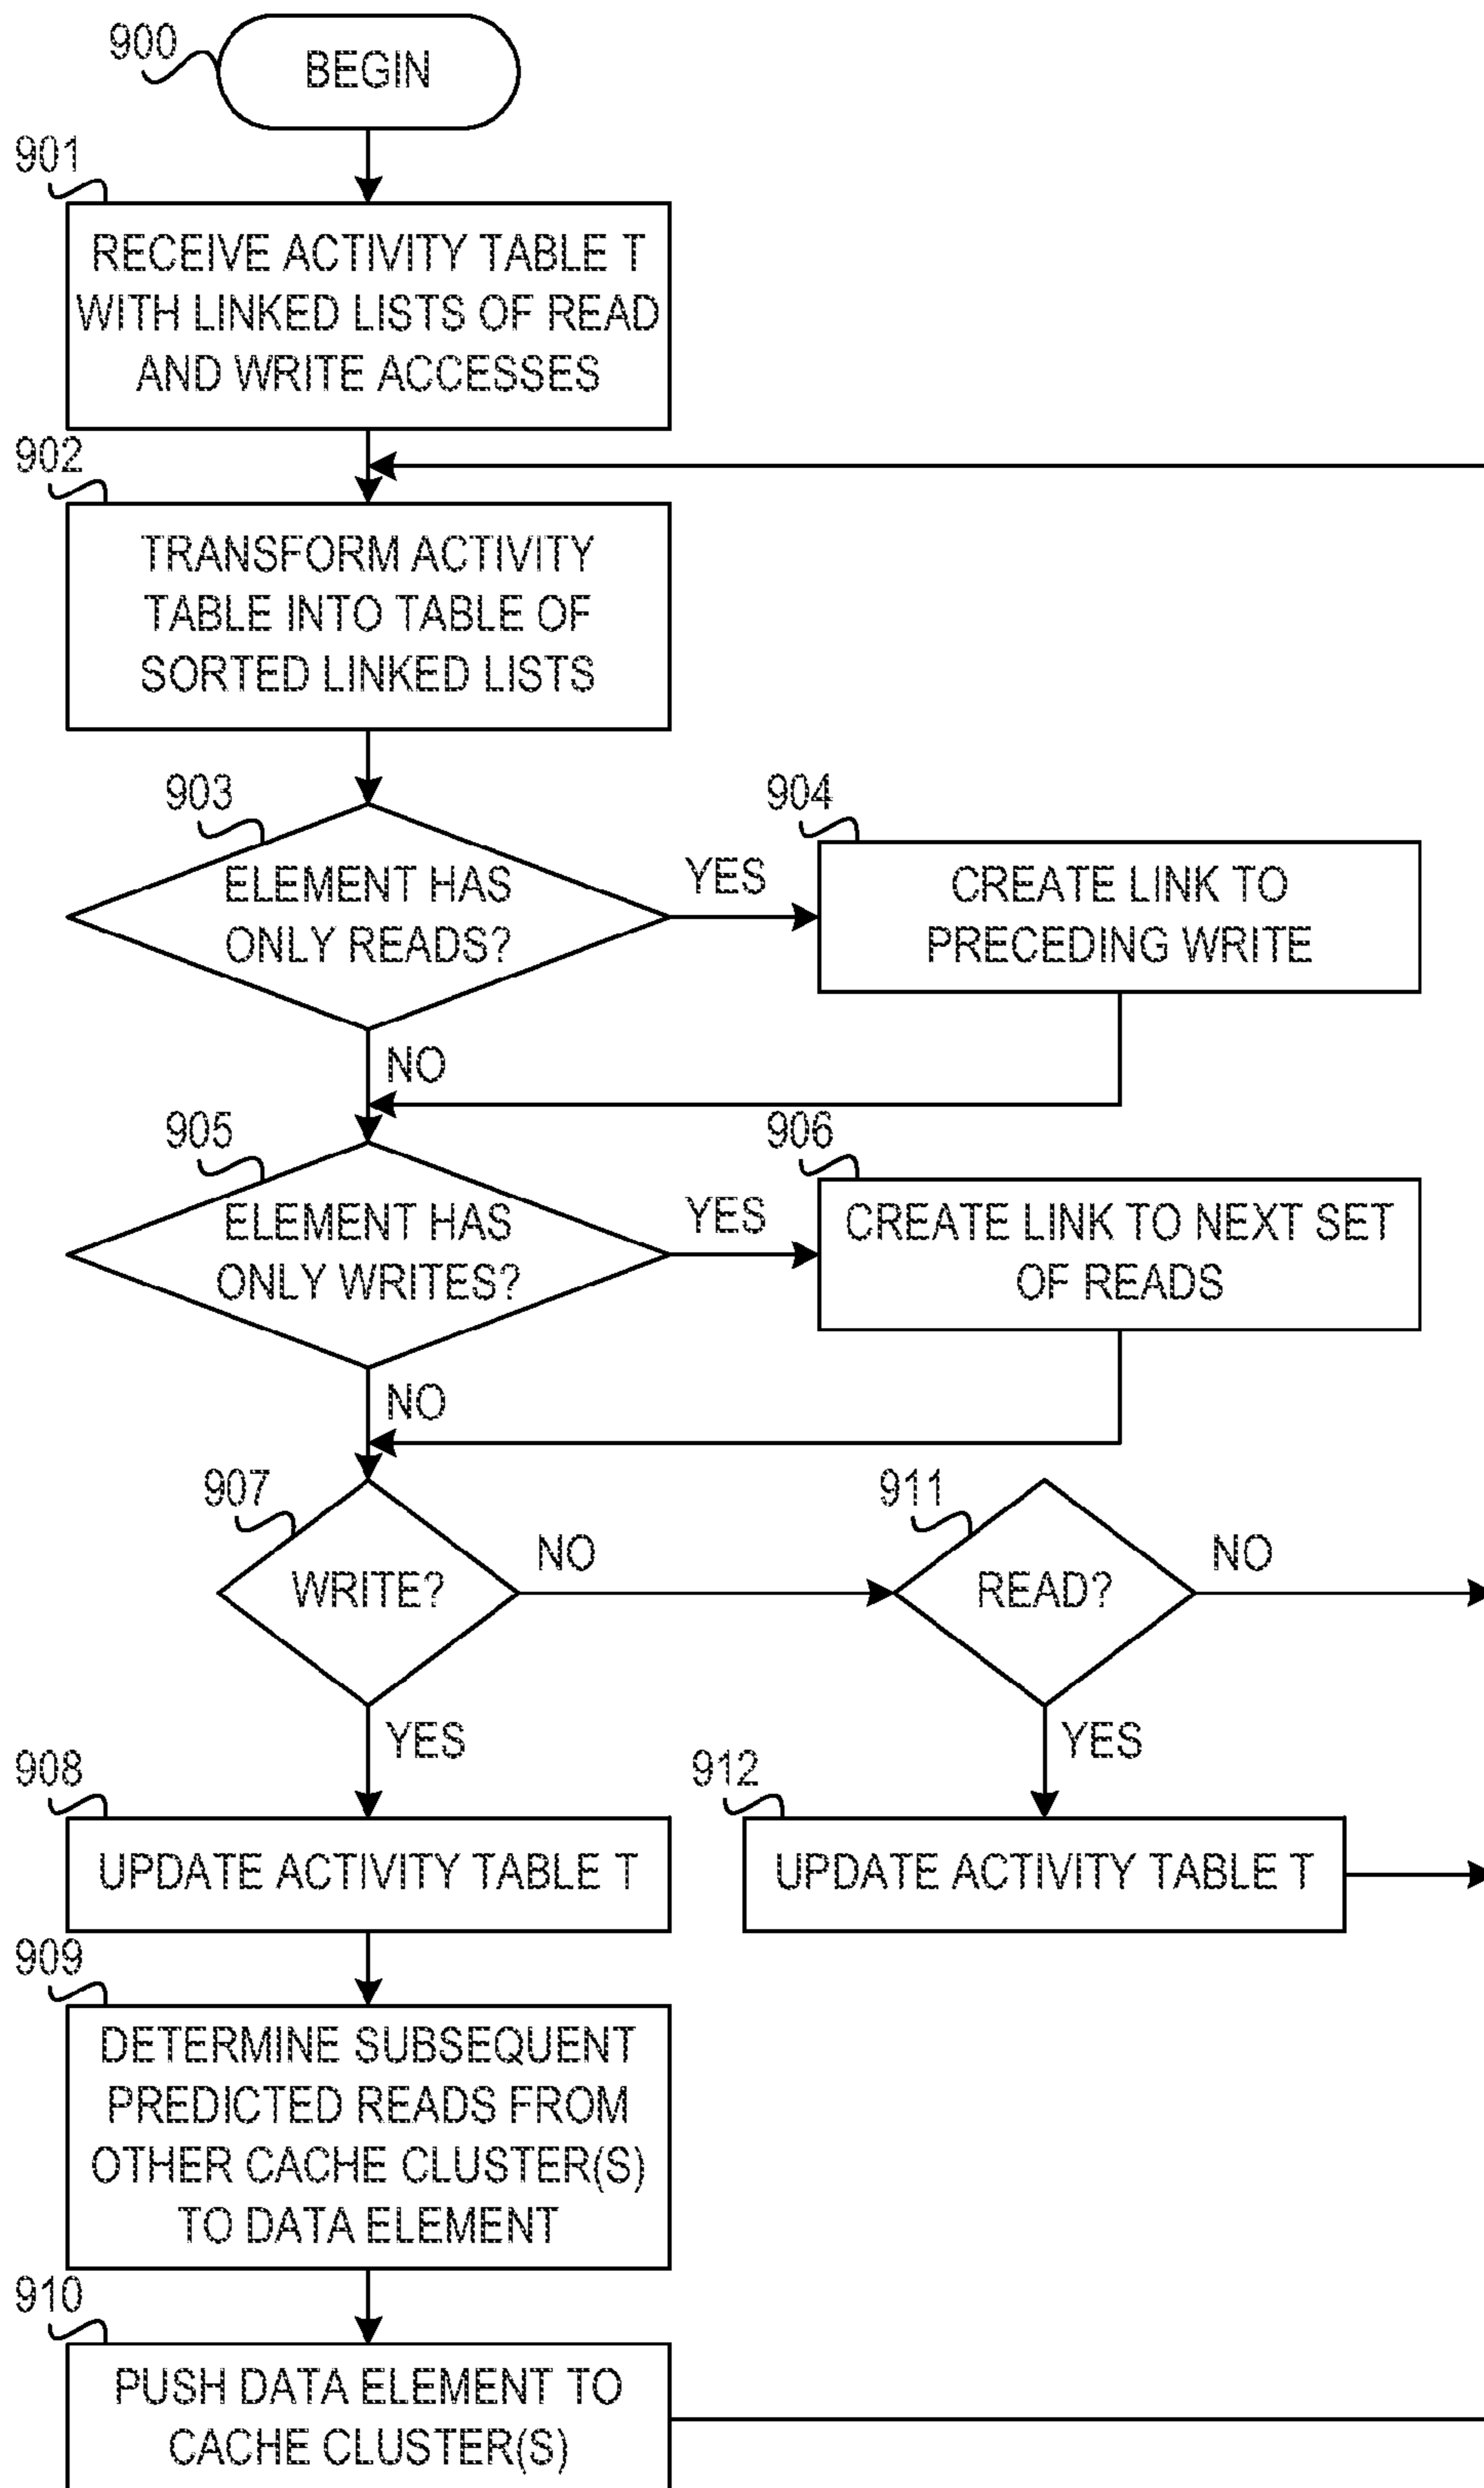 900
BEGIN
901
RECEIVE ACTIVITY TABLE T
WITH LINKED LISTS OF READ
AND WRITE ACCESSES
902
TRANSFORM ACTIVITY
TABLE INTO TABLE OF
SORTED LINKED LISTS
903
ELEMENT HAS
ONLY READS?
YES
904
CREATE LINK TO
PRECEDING WRITE
NO
905
ELEMENT HAS
ONLY WRITES?
YES
906
CREATE LINK TO NEXT SET
OF READS
NO
907
WRITE?
NO
911
READ?
NO
YES
YES
908
UPDATE ACTIVITY TABLE T
912
UPDATE ACTIVITY TABLE T
909
DETERMINE SUBSEQUENT
PREDICTED READS FROM
OTHER CACHE CLUSTER(S)
TO DATA ELEMENT
910
PUSH DATA ELEMENT TO
CACHE CLUSTER(S)